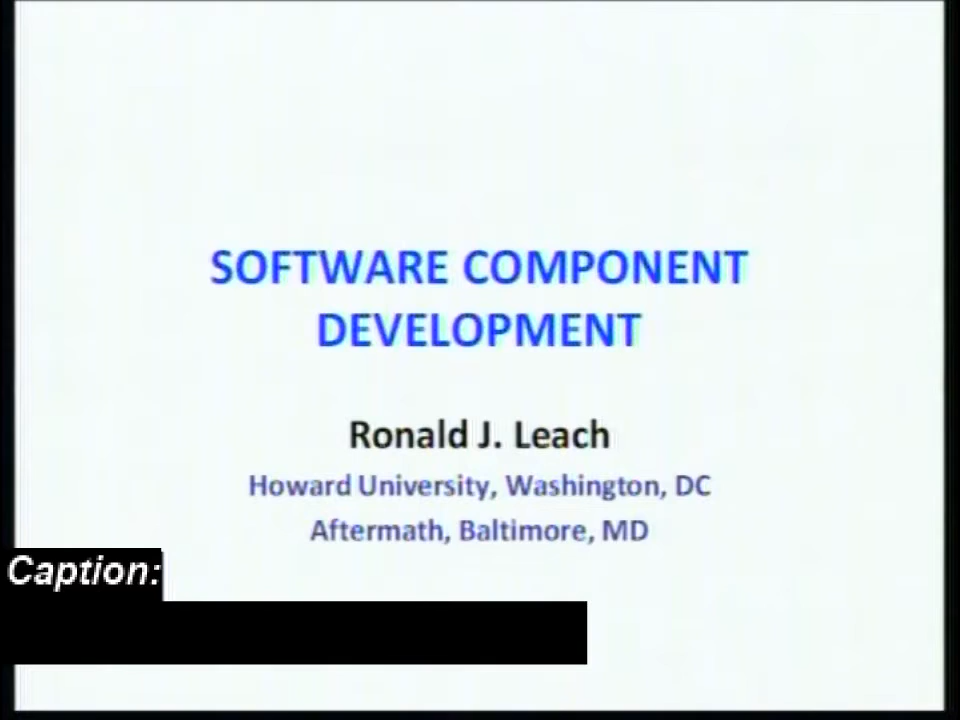 SOFTWARE COMPONENT
DEVELOPMENT
Ronald J. Leach
Howard University, Washington, DC
Aftermath, Baltimore, MD
Caption: